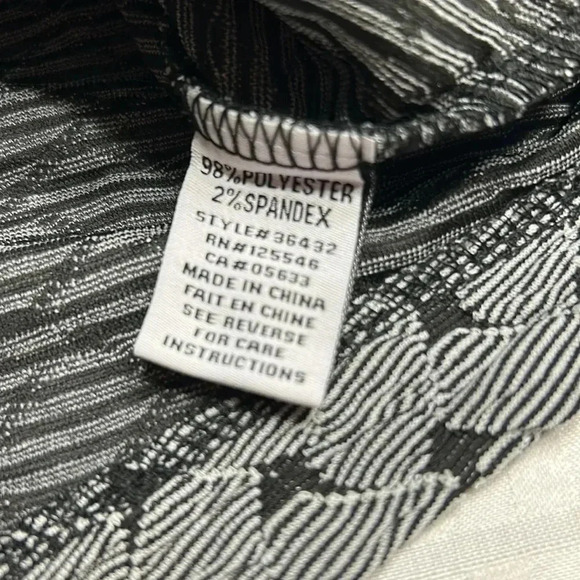 98%POLYESTER
2%SPANDEX
STYLE#36432
RN#125546
CA#05633
MADE IN CHINA
FAIT EN CHINE
SEE REVERSE
FOR CARE
INSTRUCTIONS